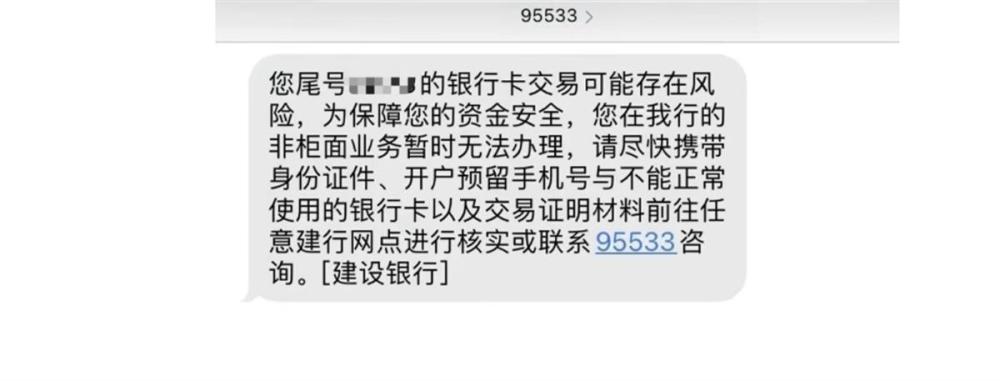 95533
您尾号的银行卡交易可能存在风
险，为保障您的资金安全，您在我行的
非柜面业务暂时无法办理，请尽快携带
身份证件、开户预留手机号与不能正常
使用的银行卡以及交易证明材料前往任
意建行网点进行核实或联系95533咨
询。[建设银行]